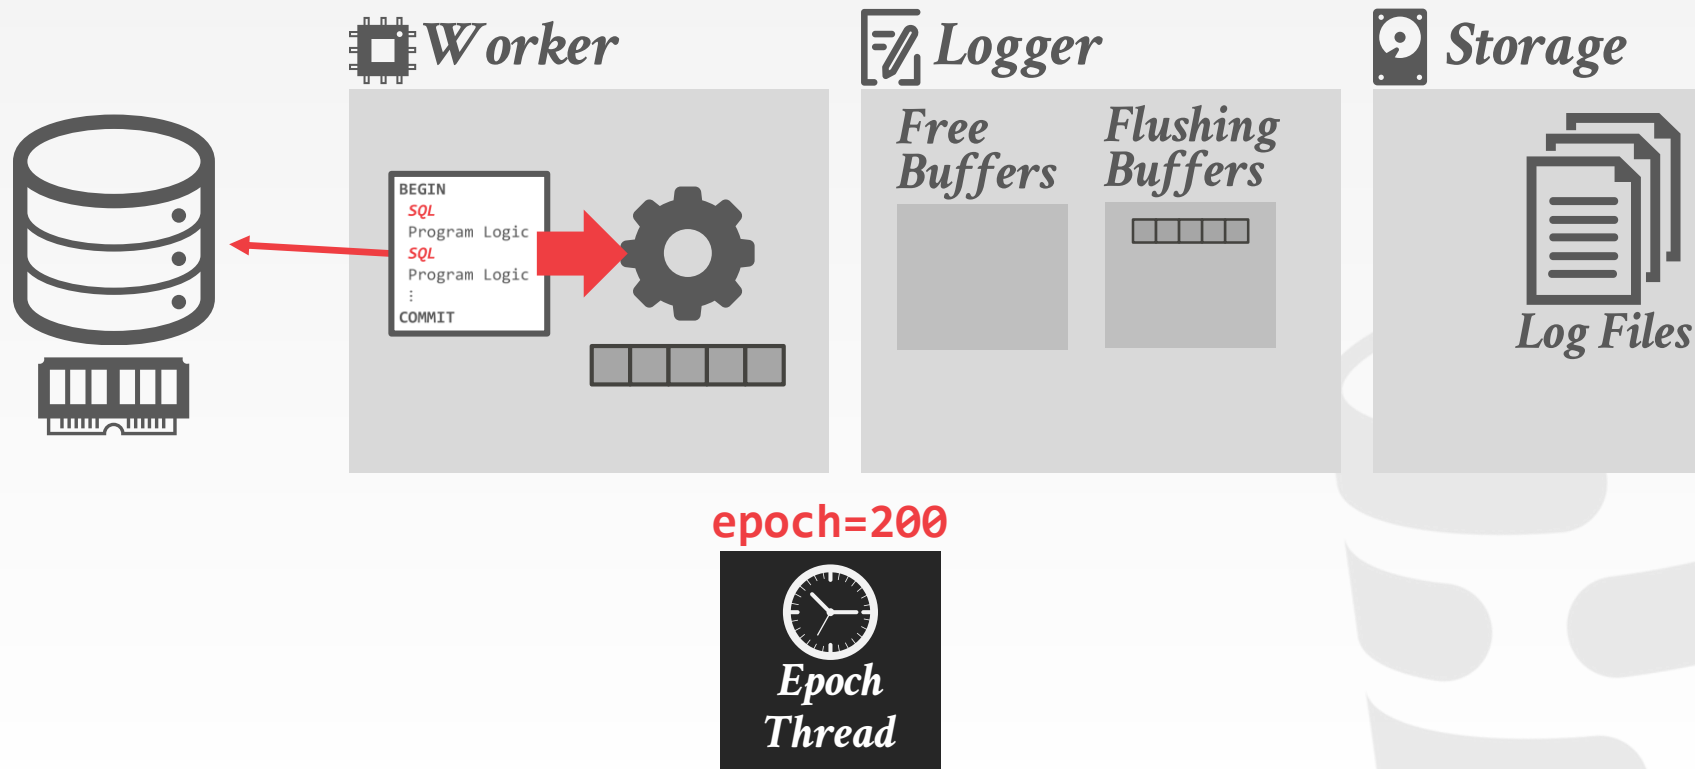 Worker
BEGIN
SQL
Program Logic
SQL
Program Logic
⋮
COMMIT
Logger
Free
Buffers
Flushing
Buffers
Storage
Log Files
epoch=200
Epoch
Thread